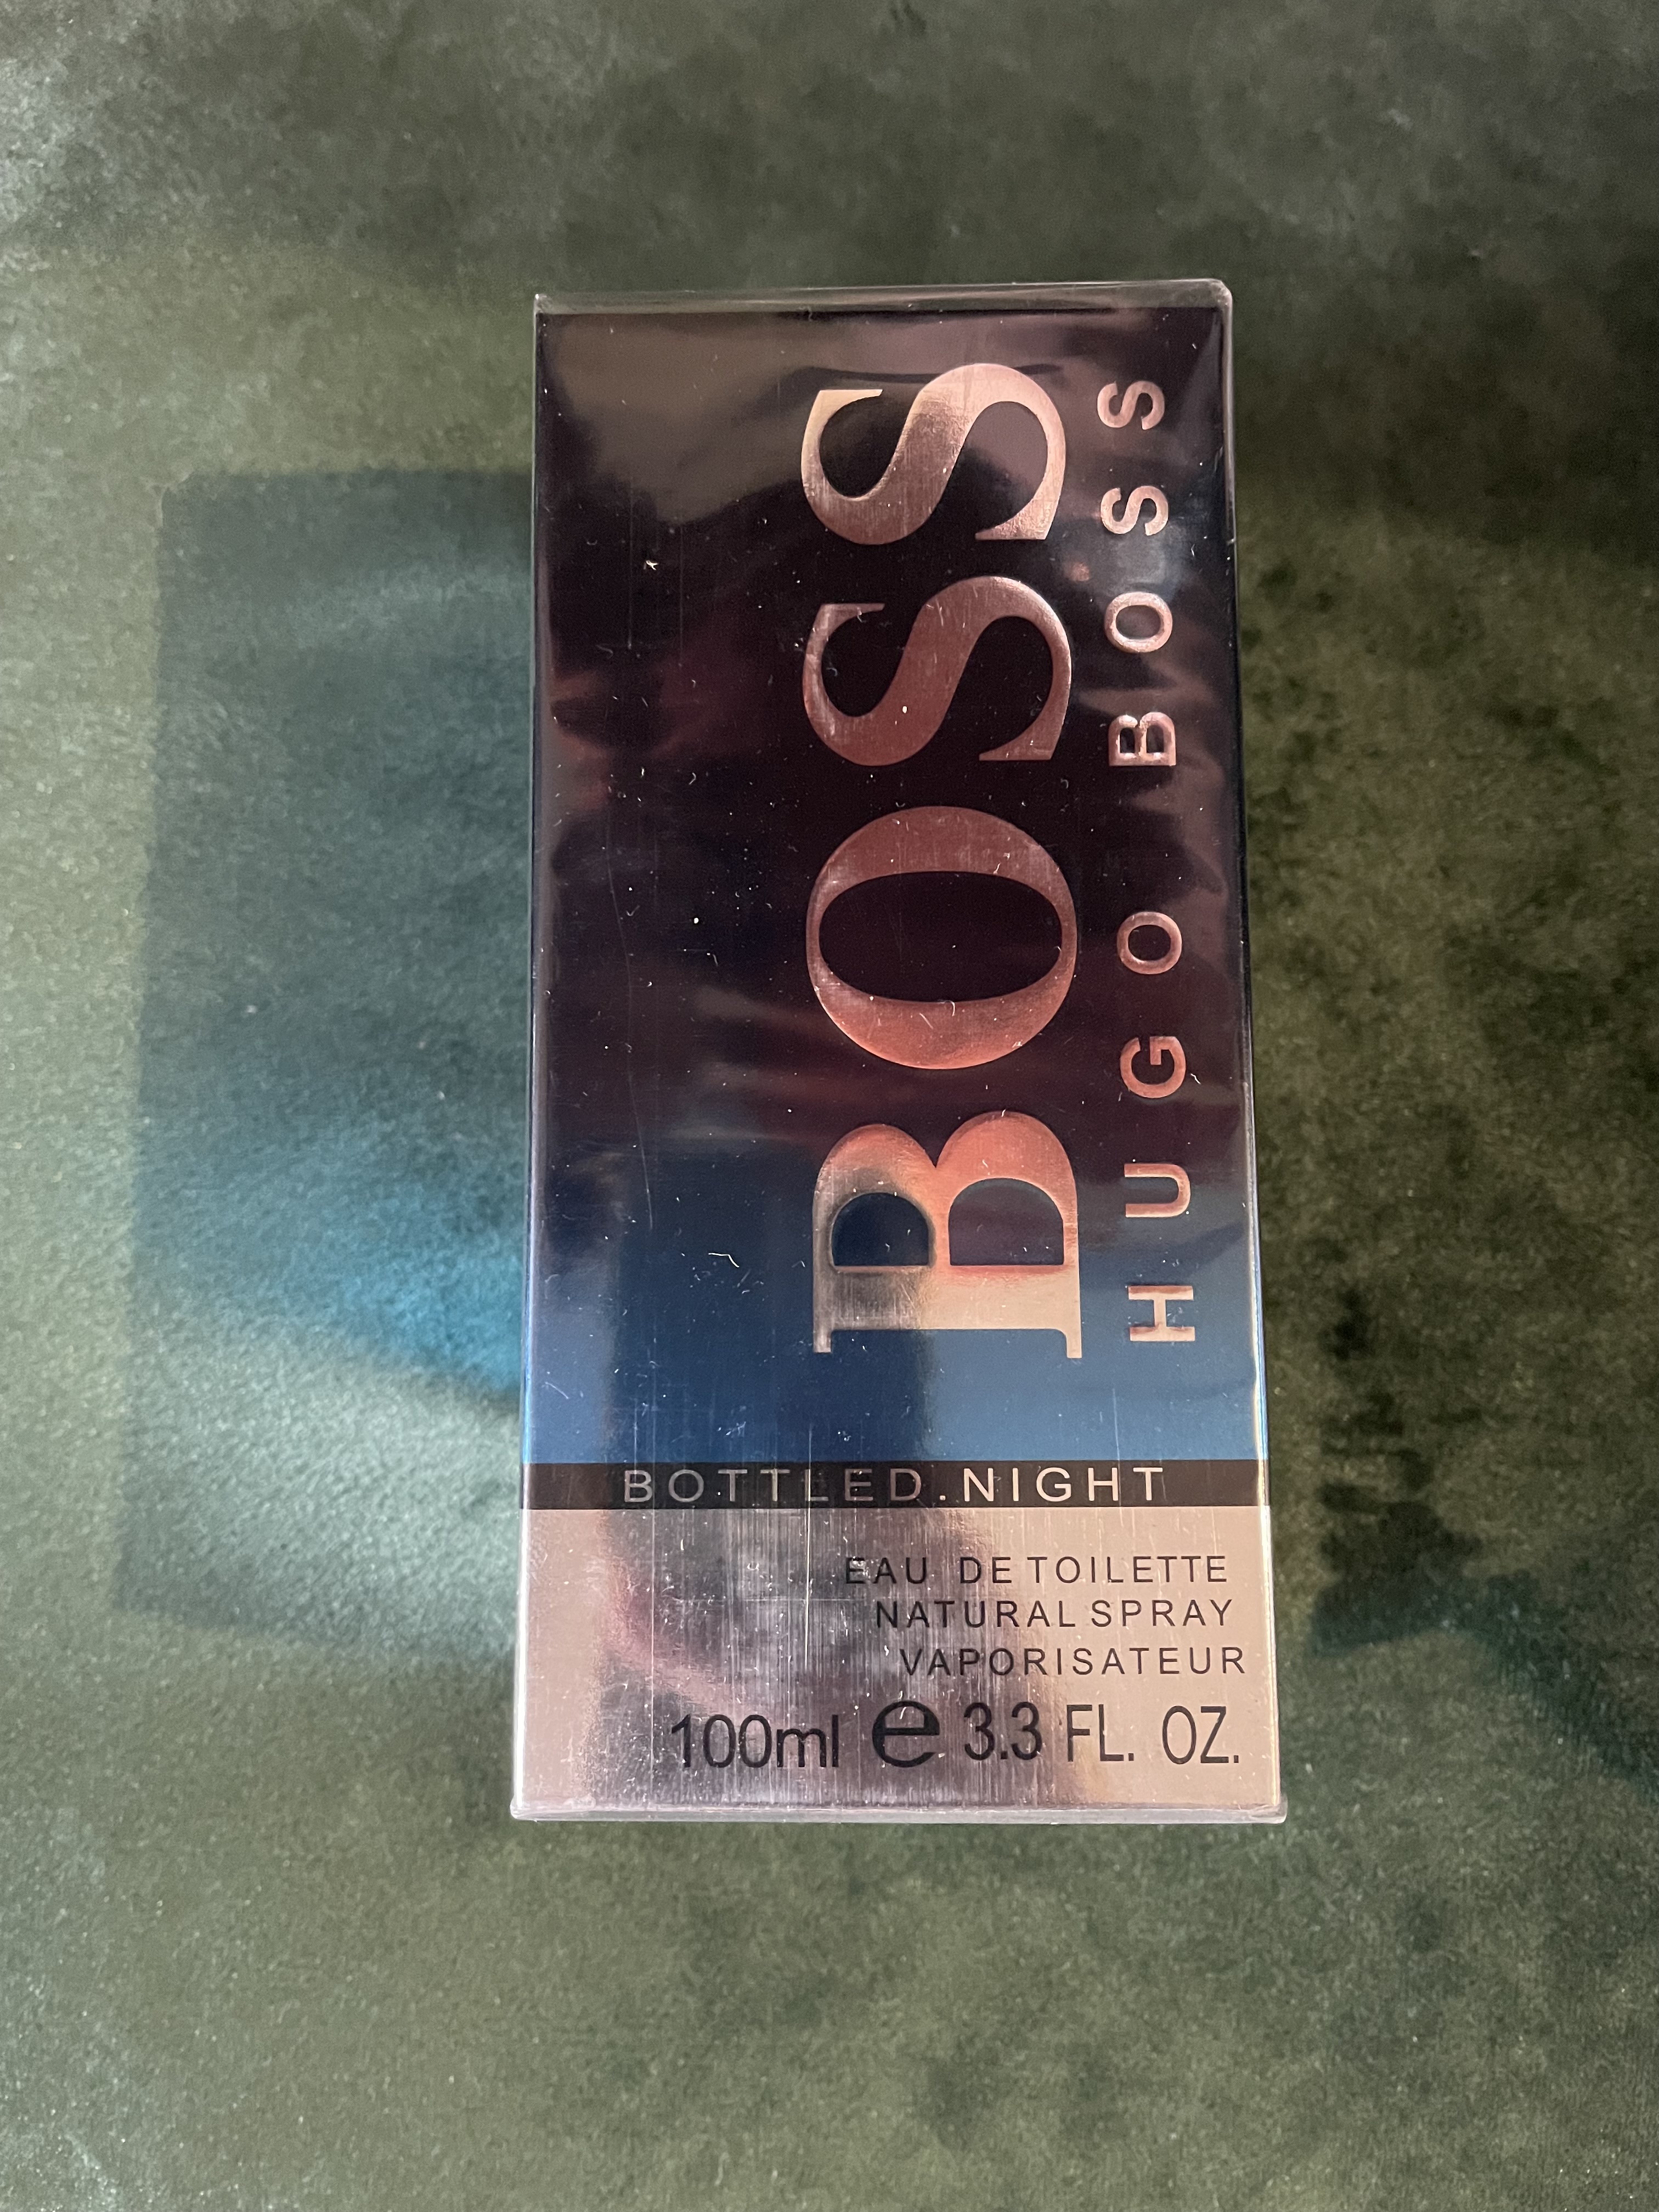 BOSS
HUGO BOSS
BOTTLED.NIGHT
EAU DE TOILETTE
NATURAL SPRAY
VAPORISATEUR
100ml e 3.3 FL. OZ.